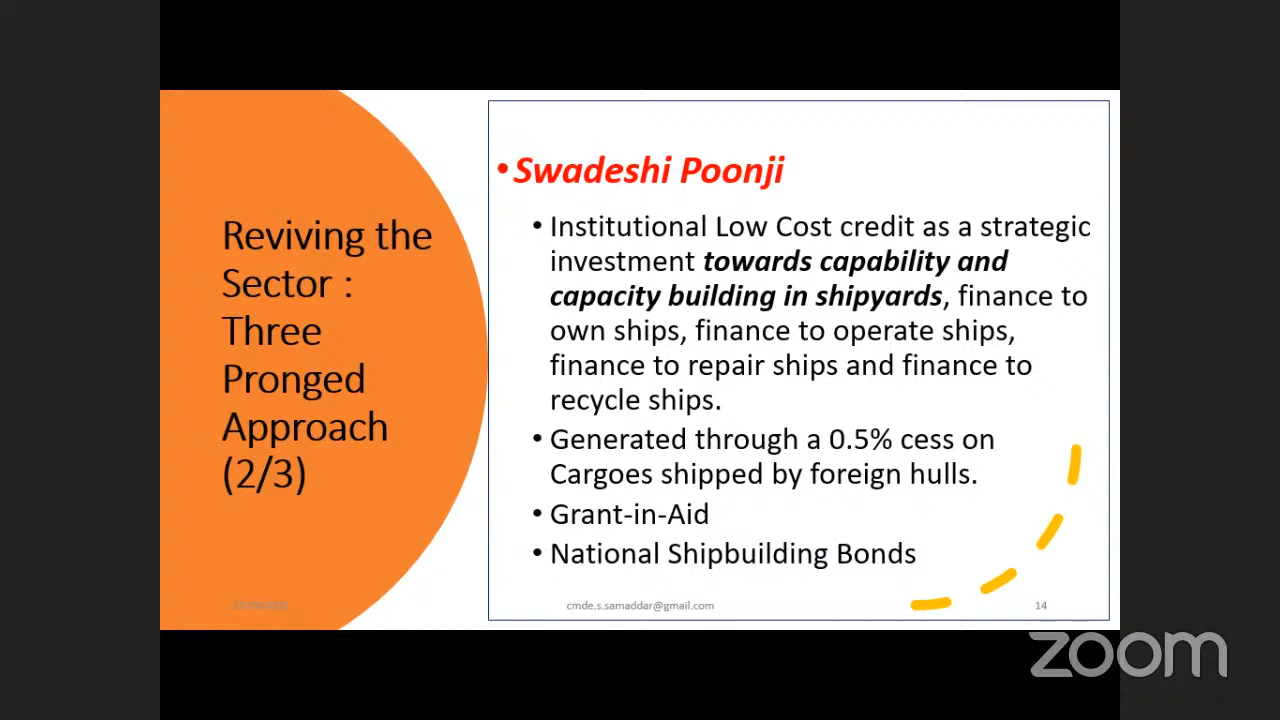 Reviving the
Sector :
Three
Pronged
Approach
(2/3)
•Swadeshi Poonji
• Institutional Low Cost credit as a strategic
investment towards capability and
capacity building in shipyards, finance to
own ships, finance to operate ships,
finance to repair ships and finance to
recycle ships.
• Generated through a 0.5% cess on
Cargoes shipped by foreign hulls.
• Grant-in-Aid
• National Shipbuilding Bonds
cmde.s.samaddar@gmail.com
14
zoom